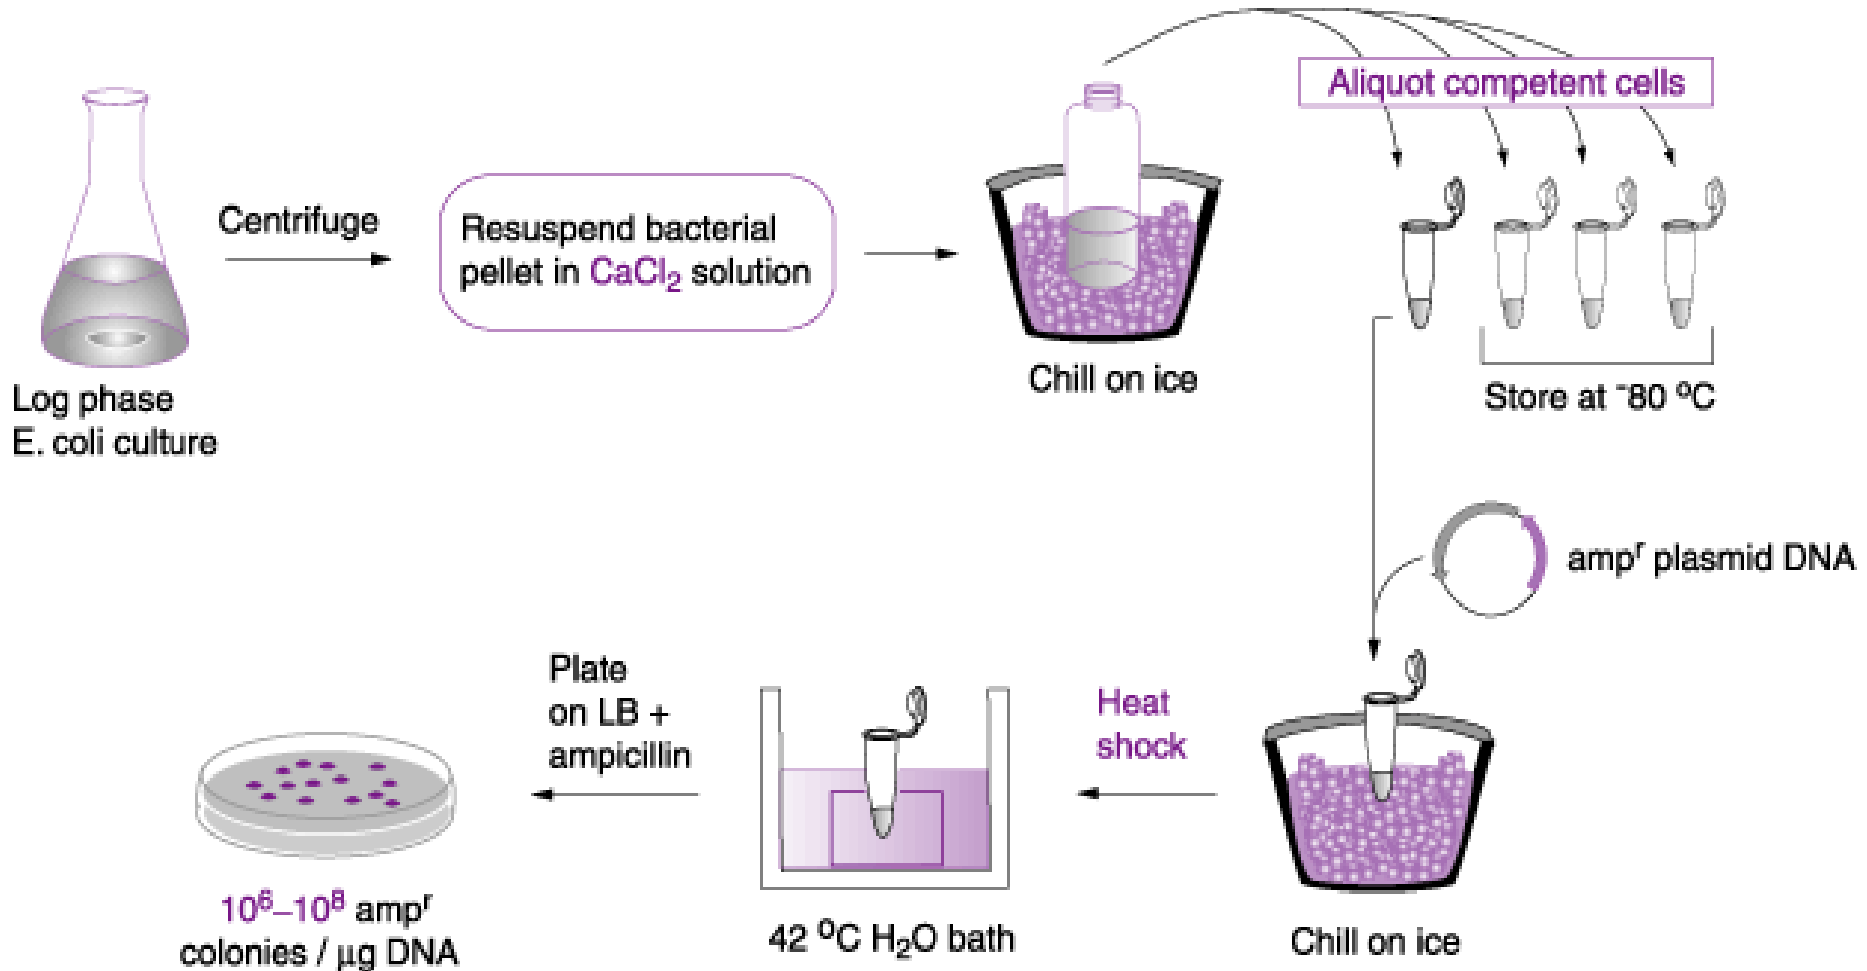 Aliquot competent cells
Centrifuge
Resuspend bacterial
pellet in CaCl₂ solution
Log phase
E. coli culture
Chill on ice
Store at ⁻80 ⁰C
ampʳ plasmid DNA
Heat
shock
Chill on ice
42 ⁰C H₂O bath
Plate
on LB +
ampicillin
10⁶–10⁸ ampʳ
colonies / μg DNA